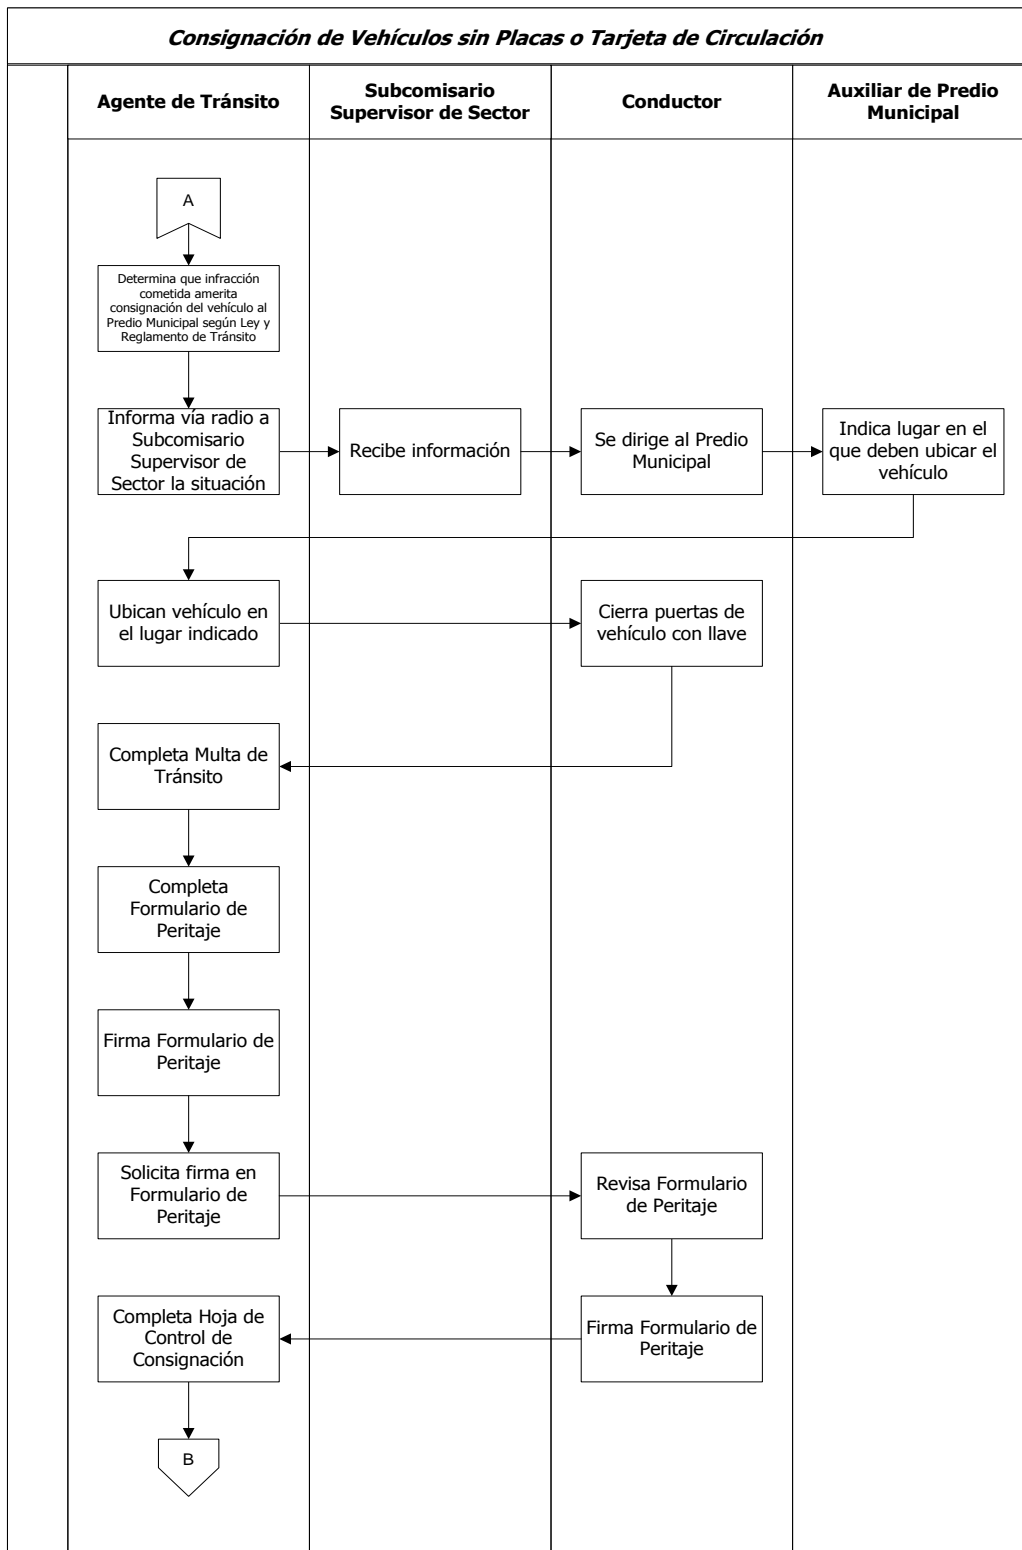 Consignación de Vehículos sin Placas o Tarjeta de Circulación
Agente de Tránsito
Subcomisario
Supervisor de Sector
Conductor
Auxiliar de Predio
Municipal
A
Determina que infracción
cometida amerita
consignación del vehículo al
Predio Municipal según Ley y
Reglamento de Tránsito
Informa vía radio a
Subcomisario
Supervisor de
Sector la situación
Recibe información
Se dirige al Predio
Municipal
Indica lugar en el
que deben ubicar el
vehículo
Ubican vehículo en
el lugar indicado
Cierra puertas de
vehículo con llave
Completa Multa de
Tránsito
Completa
Formulario de
Peritaje
Firma Formulario de
Peritaje
Solicita firma en
Formulario de
Peritaje
Revisa Formulario
de Peritaje
Completa Hoja de
Control de
Consignación
Firma Formulario de
Peritaje
B